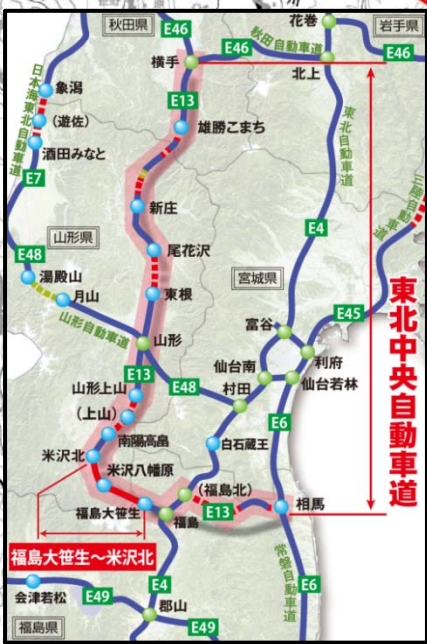 秋田県
E46
花巻
岩手県
横手
E46
秋田自動車道
E46
北上
日本海東北自動車道
象潟
E13
(遊佐)
雄勝こまち
酒田みなと
東北自動車道
E7
三陸自動車道
新庄
E4
山形県
尾花沢
E48
宮城県
湯殿山
東根
月山
E45
山形自動車道
富谷
山形
利府
仙台南
E13
仙台若林
E48
山形上山
村田
(上山)
E6
南陽高畠
白石蔵王
米沢北
米沢八幡原
(福島北)
相馬
福島大笹生
福島
E13
東北中央自動車道
福島大笹生～米沢北
常磐自動車道
E4
E6
会津若松
E49
郡山
福島県
E49